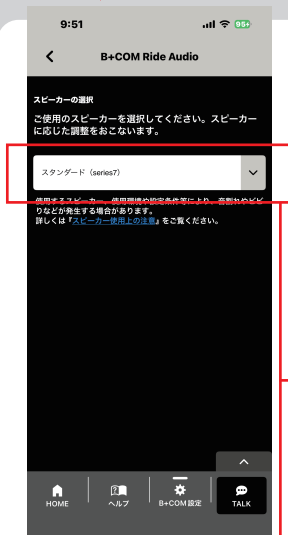 9:51
95+
B+COM Ride Audio
スピーカーの選択
ご使用のスピーカーを選択してください。スピーカー
に応じた調整をおこないます。
スタンダード（series7）
使用するスピーカー、使用環境や設定条件等により、音割れやビビ
りなどが発生する場合があります。
詳しくは『スピーカー使用上の注意』をご覧ください。
HOME
ヘルプ
B+COM 設定
TALK